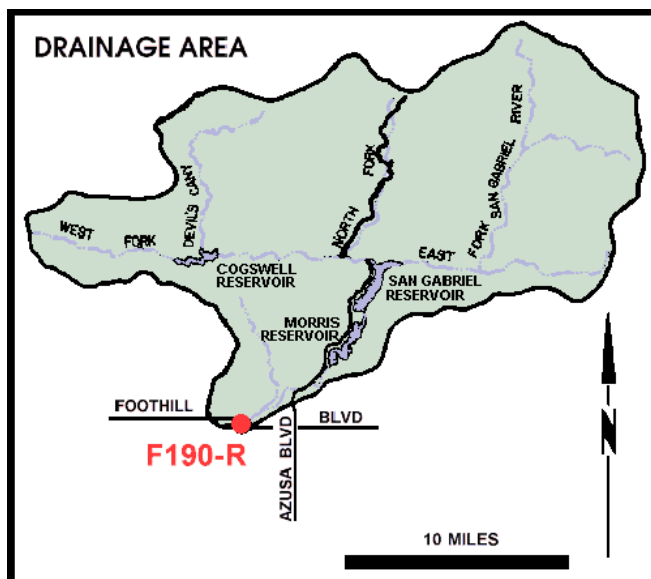 DRAINAGE AREA
WEST FORK
DEVIL'S CANY
NORTH FORK
EAST FORK SAN GABRIEL RIVER
COGSWELL
RESERVOIR
SAN GABRIEL
RESERVOIR
MORRIS
RESERVOIR
FOOTHILL BLVD
AZUSA BLVD
F190-R
N
10 MILES